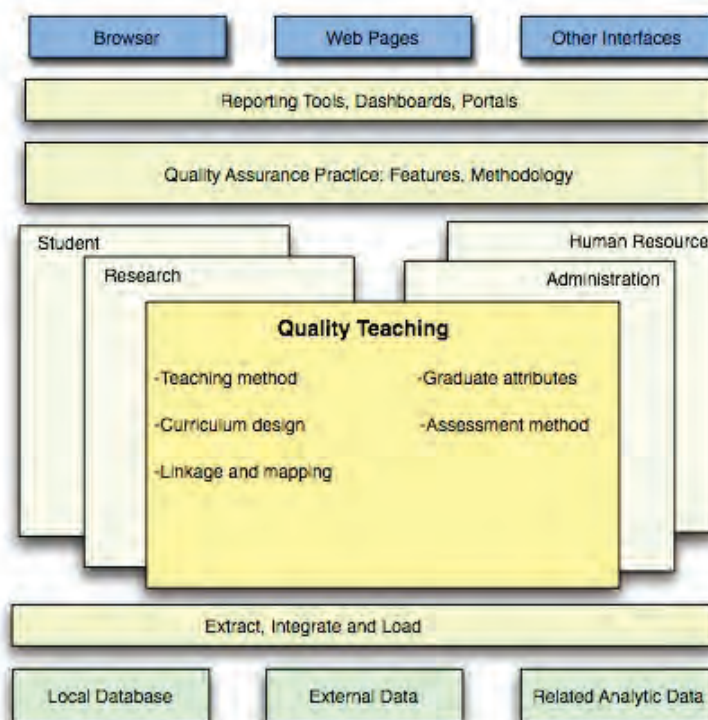 Browser
Web Pages
Other Interfaces
Reporting Tools, Dashboards, Portals
Quality Assurance Practice: Features, Methodology
Student
Human Resource
Research
Administration
Quality Teaching
-Teaching method
-Graduate attributes
-Curriculum design
-Assessment method
-Linkage and mapping
Extract, Integrate and Load
Local Database
External Data
Related Analytic Data